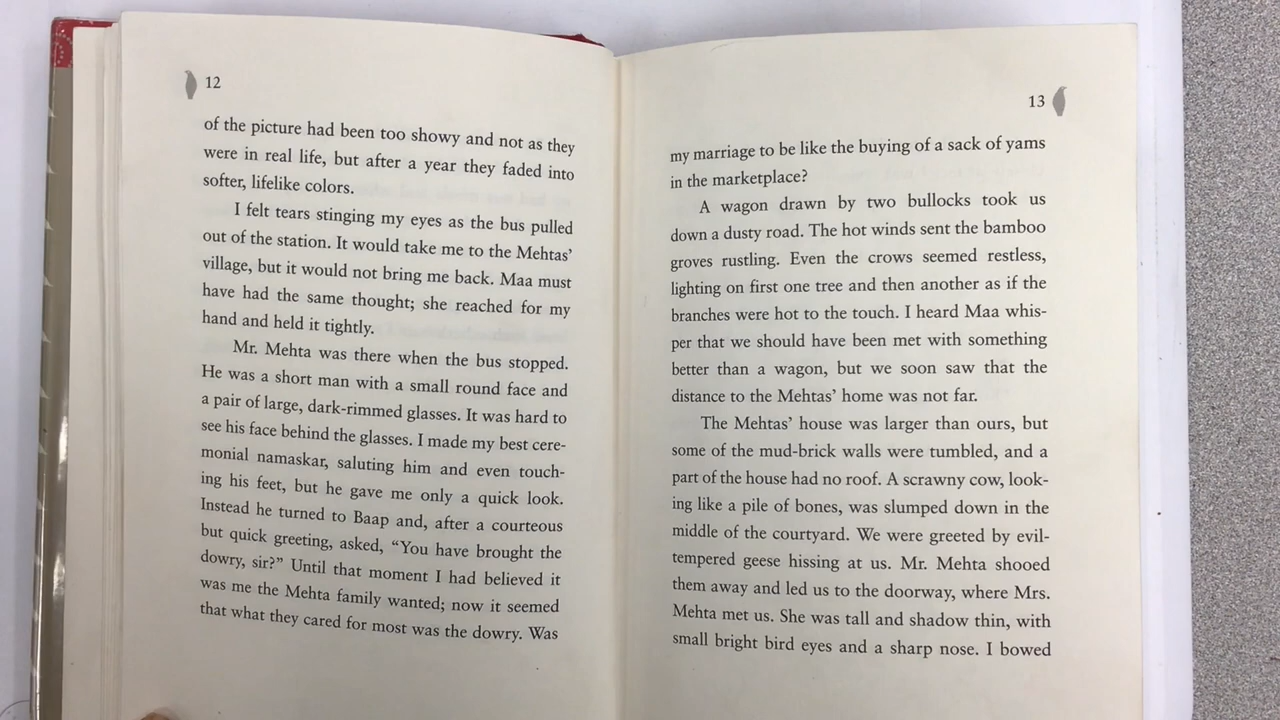 12
of the picture had been too showy and not as they
were in real life, but after a year they faded into
softer, lifelike colors.
I felt tears stinging my eyes as the bus pulled
out of the station. It would take me to the Mehtas’
village, but it would not bring me back. Maa must
have had the same thought; she reached for my
hand and held it tightly.
Mr. Mehta was there when the bus stopped.
He was a short man with a small round face and
a pair of large, dark-rimmed glasses. It was hard to
see his face behind the glasses. I made my best cere-
monial namaskar, saluting him and even touch-
ing his feet, but he gave me only a quick look.
Instead he turned to Baap and, after a courteous
but quick greeting, asked, “You have brought the
dowry, sir?” Until that moment I had believed it
was me the Mehta family wanted; now it seemed
that what they cared for most was the dowry. Was
13
my marriage to be like the buying of a sack of yams
in the marketplace?
A wagon drawn by two bullocks took us
down a dusty road. The hot winds sent the bamboo
groves rustling. Even the crows seemed restless,
lighting on first one tree and then another as if the
branches were hot to the touch. I heard Maa whis-
per that we should have been met with something
better than a wagon, but we soon saw that the
distance to the Mehtas’ home was not far.
The Mehtas’ house was larger than ours, but
some of the mud-brick walls were tumbled, and a
part of the house had no roof. A scrawny cow, look-
ing like a pile of bones, was slumped down in the
middle of the courtyard. We were greeted by evil-
tempered geese hissing at us. Mr. Mehta shooed
them away and led us to the doorway, where Mrs.
Mehta met us. She was tall and shadow thin, with
small bright bird eyes and a sharp nose. I bowed